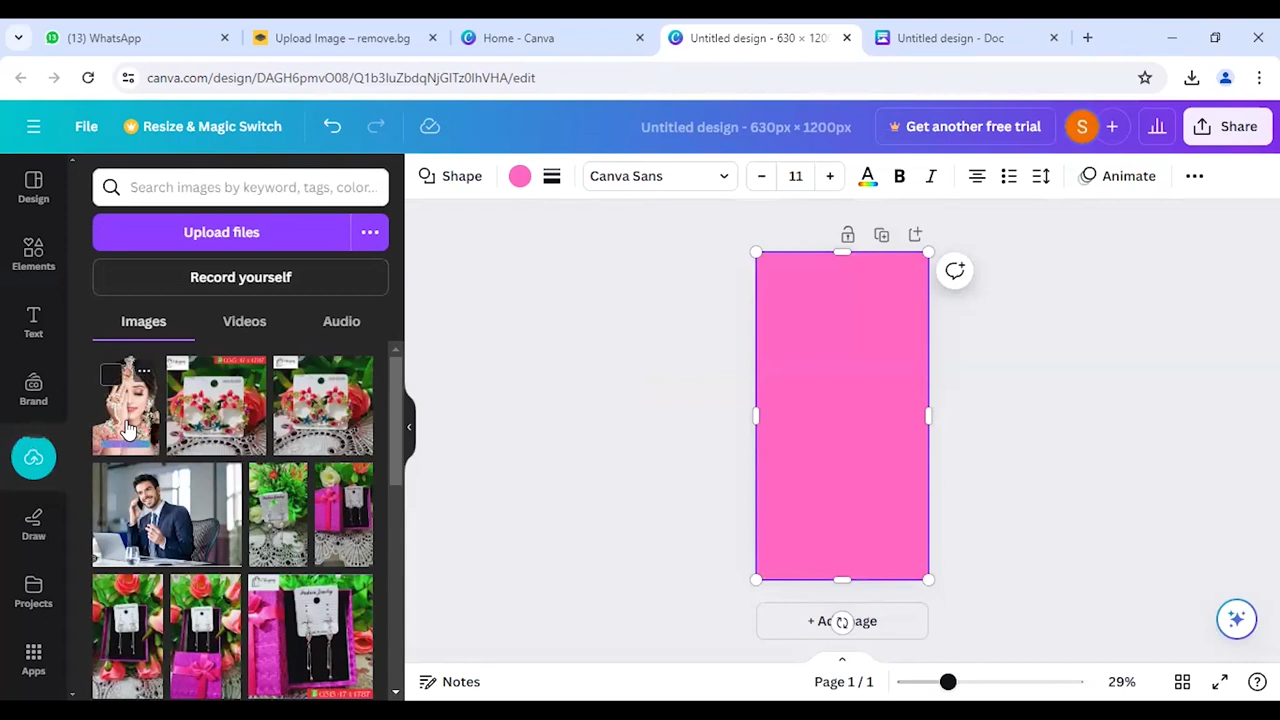 (13) WhatsApp
Upload Image – remove.bg
Home - Canva
Untitled design - 630 × 120
Untitled design - Doc
canva.com/design/DAGH6pmvO08/Q1b3IuZbdqNjGlTz0lhVHA/edit
File
Resize & Magic Switch
Untitled design - 630px × 1200px
Get another free trial
S
Share
Design
Elements
Text
Brand
Draw
Projects
Apps
Search images by keyword, tags, color...
Upload files
Record yourself
Images
Videos
Audio
Shape
Canva Sans
11
A
B
I
Animate
+ Ad age
Notes
Page 1 / 1
29%